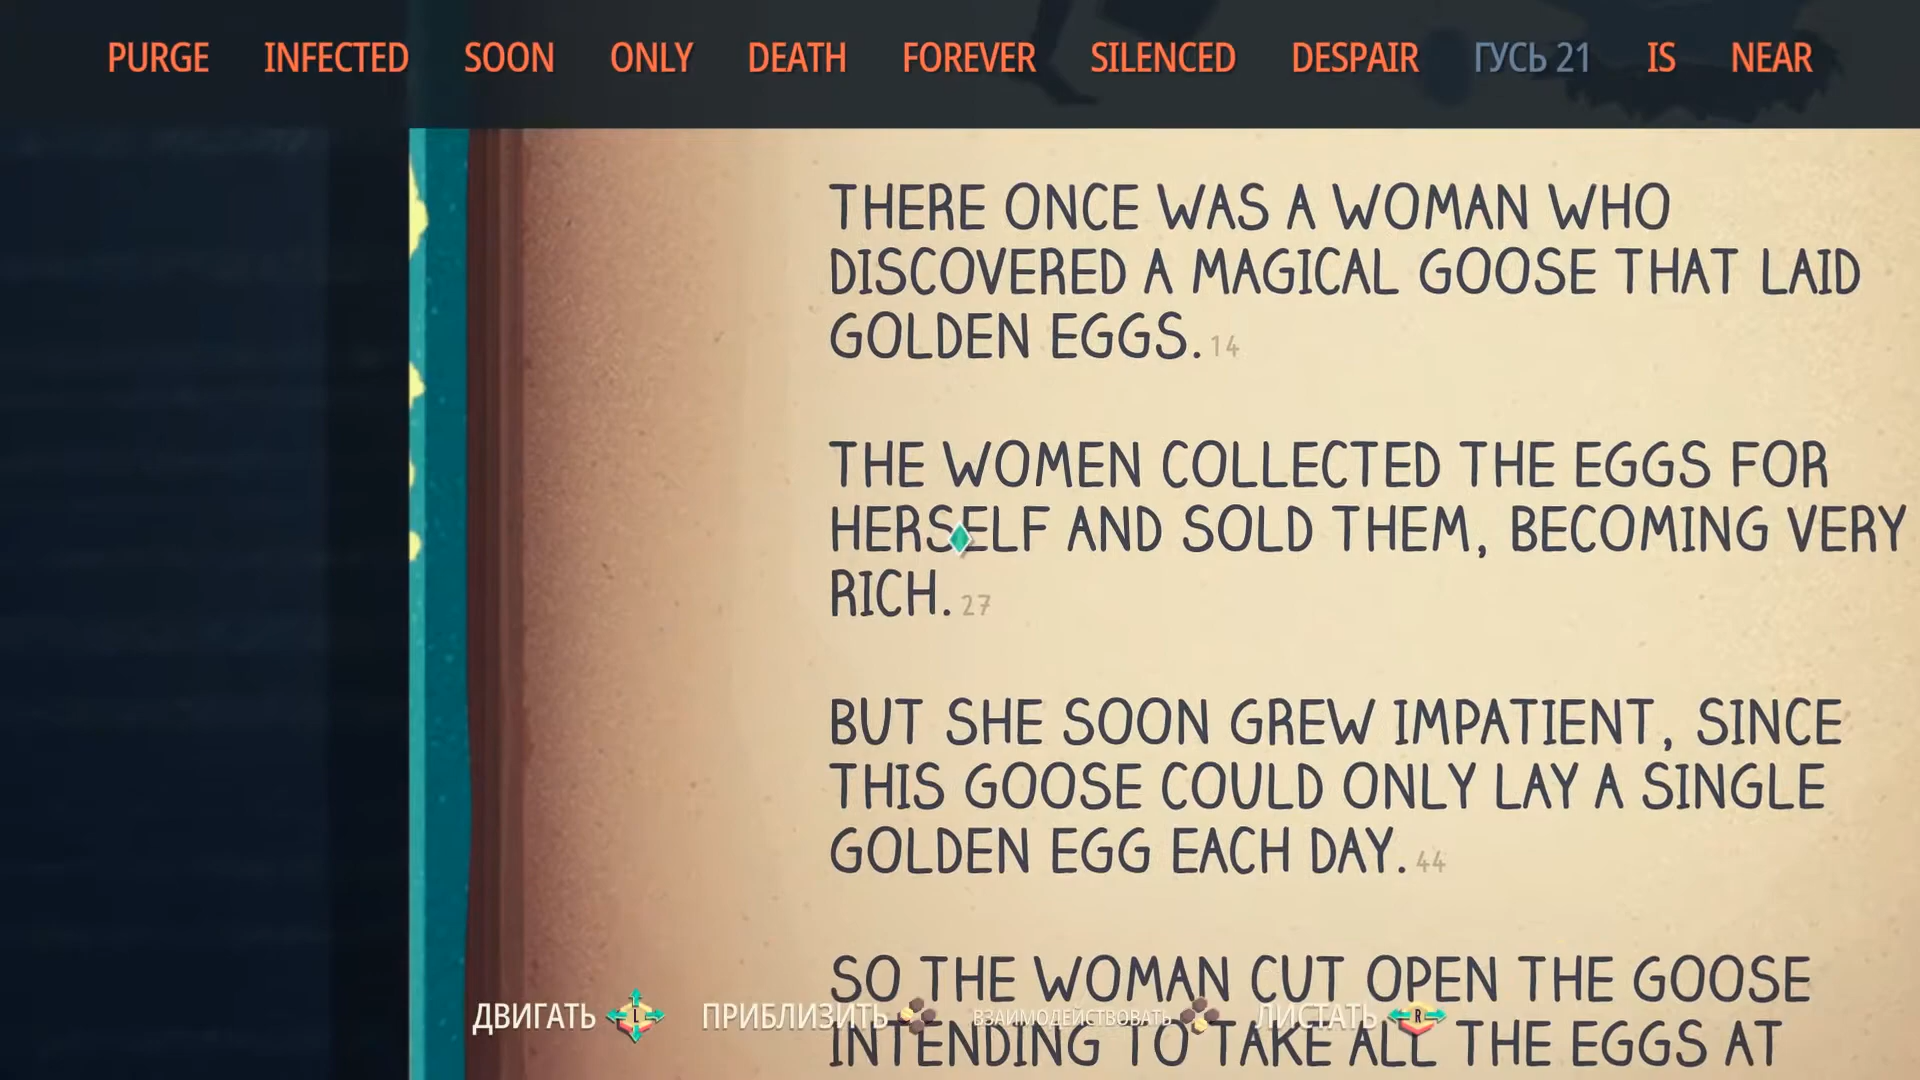 PURGE INFECTED SOON ONLY DEATH FOREVER SILENCED DESPAIR ГУСЬ 21 IS NEAR
THERE ONCE WAS A WOMAN WHO
DISCOVERED A MAGICAL GOOSE THAT LAID
GOLDEN EGGS. 14
THE WOMEN COLLECTED THE EGGS FOR
HERSELF AND SOLD THEM, BECOMING VERY
RICH. 27
BUT SHE SOON GREW IMPATIENT, SINCE
THIS GOOSE COULD ONLY LAY A SINGLE
GOLDEN EGG EACH DAY. 44
SO THE WOMAN CUT OPEN THE GOOSE
ДВИГАТЬ L ПРИБЛИЗИТЬ ВЗАИМОДЕЙСТВОВАТЬ ЛИСТАТЬ R
INTENDING TO TAKE ALL THE EGGS AT